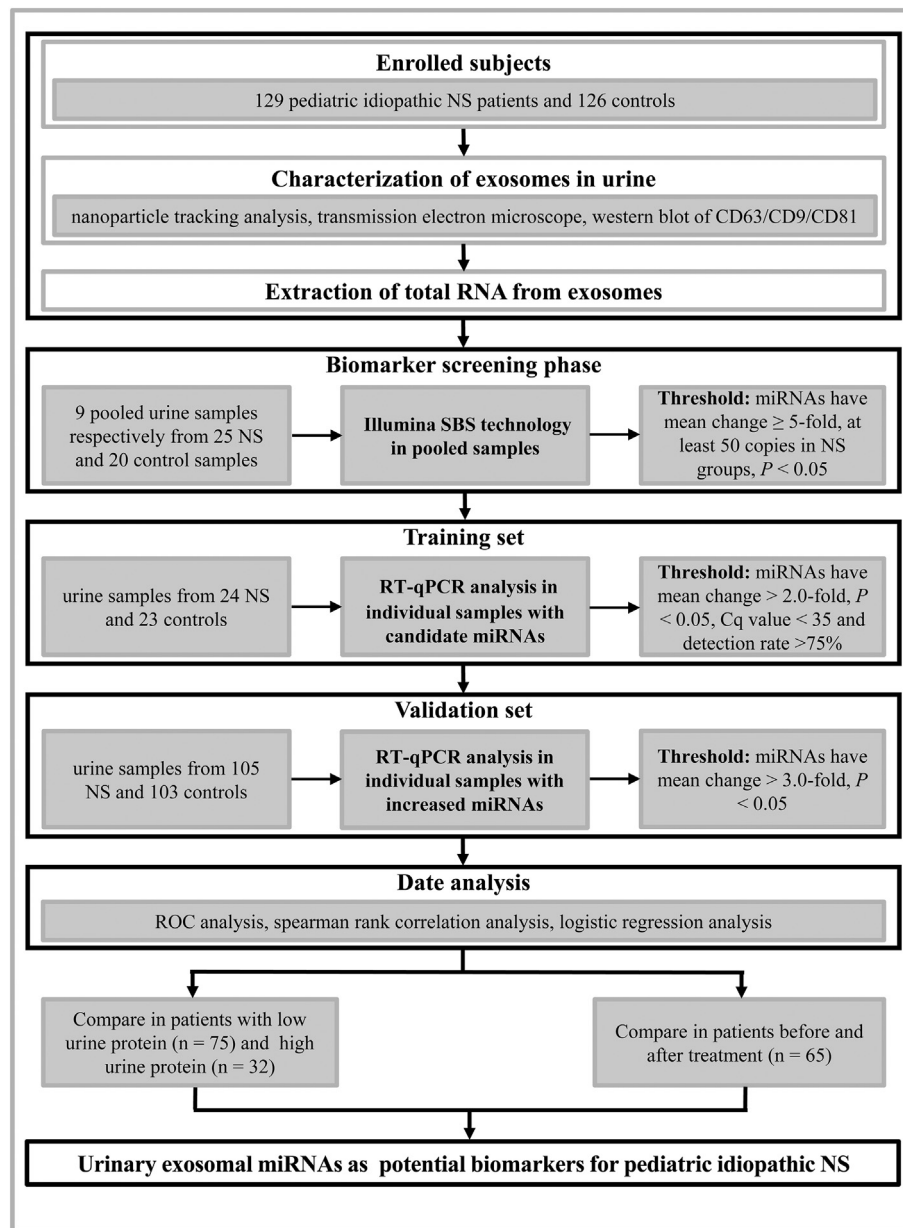 Enrolled subjects
129 pediatric idiopathic NS patients and 126 controls
Characterization of exosomes in urine
nanoparticle tracking analysis, transmission electron microscope, western blot of CD63/CD9/CD81
Extraction of total RNA from exosomes
Biomarker screening phase
9 pooled urine samples
respectively from 25 NS
and 20 control samples
Illumina SBS technology
in pooled samples
Threshold: miRNAs have
mean change ≥ 5-fold, at
least 50 copies in NS
groups, P < 0.05
Training set
urine samples from 24 NS
and 23 controls
RT-qPCR analysis in
individual samples with
candidate miRNAs
Threshold: miRNAs have
mean change > 2.0-fold, P
< 0.05, Cq value < 35 and
detection rate >75%
Validation set
urine samples from 105
NS and 103 controls
RT-qPCR analysis in
individual samples with
increased miRNAs
Threshold: miRNAs have
mean change > 3.0-fold, P
< 0.05
Date analysis
ROC analysis, spearman rank correlation analysis, logistic regression analysis
Compare in patients with low
urine protein (n = 75) and high
urine protein (n = 32)
Compare in patients before and
after treatment (n = 65)
Urinary exosomal miRNAs as potential biomarkers for pediatric idiopathic NS